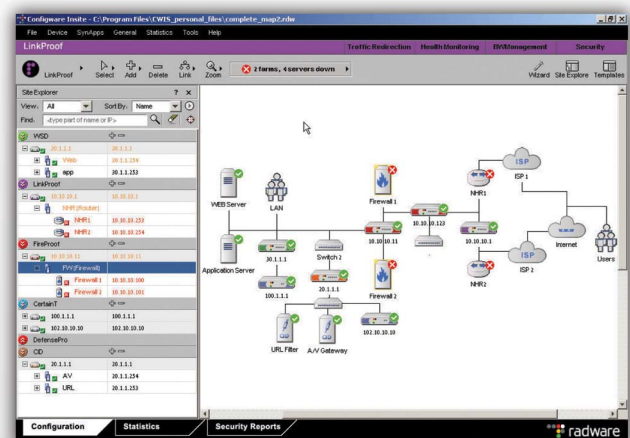 Configware Insite - C:\Program Files\CWIS_personal_files\complete_map2.rdw
File Device SynApps General Statistics Tools Help
LinkProof Traffic Redirection Health Monitoring BWManagement Security
LinkProof Select Add Delete Link Zoom 2 farms, 4 servers down Wizard Site Explore Templates
Site Explorer ? x
View: All Sort By: Name
Find: <type part of name or IP>
WSD
20.1.1.1 20.1.1.1
Web 20.1.1.254
app 20.1.1.253
LinkProof
10.10.10.1 10.10.10.1
NHR(Router)
NHR1 10.10.10.253
NHR2 10.10.10.254
FireProof
10.10.10.11 10.10.10.11
FW(Firewall)
Firewall 1 10.10.10.100
Firewall 2 10.10.10.101
CertainT
100.1.1.1 100.1.1.1
102.10.10.10 102.10.10.10
DefensePro
CID
20.1.1.1 20.1.1.1
AV 20.1.1.254
URL 20.1.1.253
WEB Server
LAN
Firewall 1
NHR1
ISP
ISP 1
Application Server
30.1.1.1
Switch 2
10.10.10.11
10.10.10.123
10.10.10.1
ISP
ISP 2
Internet
Users
100.1.1.1
20.1.1.1
Firewall 2
NHR2
URL Filter
A/V Gateway
102.10.10.10
Configuration Statistics Security Reports
radware